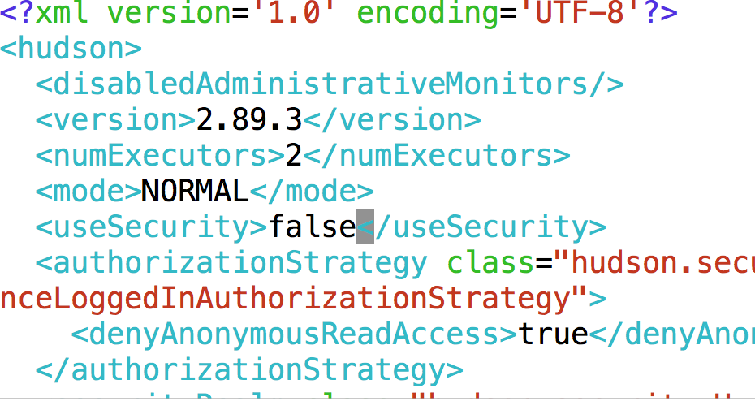 <?xml version='1.0' encoding='UTF-8'?>
<hudson>
<disabledAdministrativeMonitors/>
<version>2.89.3</version>
<numExecutors>2</numExecutors>
<mode>NORMAL</mode>
<useSecurity>false</useSecurity>
<authorizationStrategy class="hudson.secu
nceLoggedInAuthorizationStrategy">
<denyAnonymousReadAccess>true</denyAnon
</authorizationStrategy>